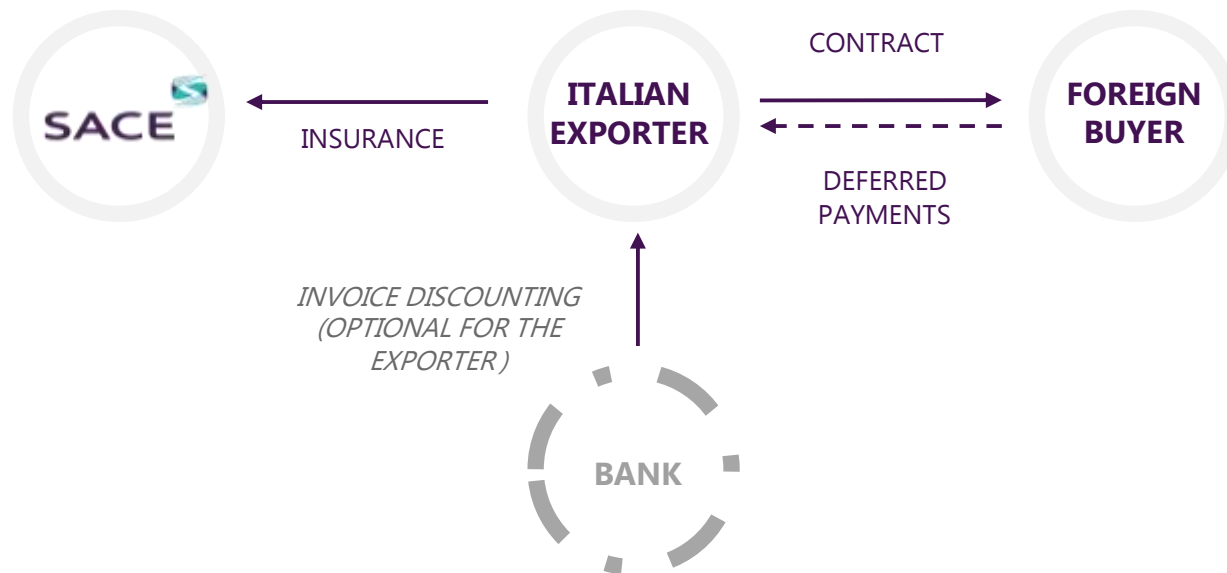 CONTRACT
SACE
INSURANCE
ITALIAN
EXPORTER
FOREIGN
BUYER
DEFERRED
PAYMENTS
INVOICE DISCOUNTING
(OPTIONAL FOR THE
EXPORTER)
BANK